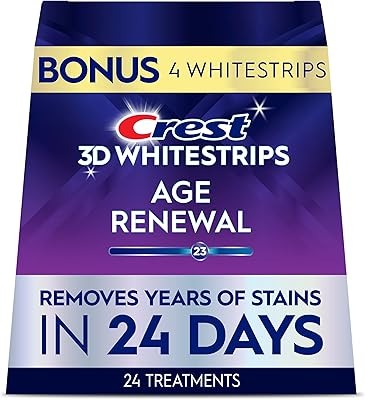 BONUS 4 WHITESTRIPS
Crest
3D WHITESTRIPS
AGE
RENEWAL
23
REMOVES YEARS OF STAINS
IN 24 DAYS
24 TREATMENTS